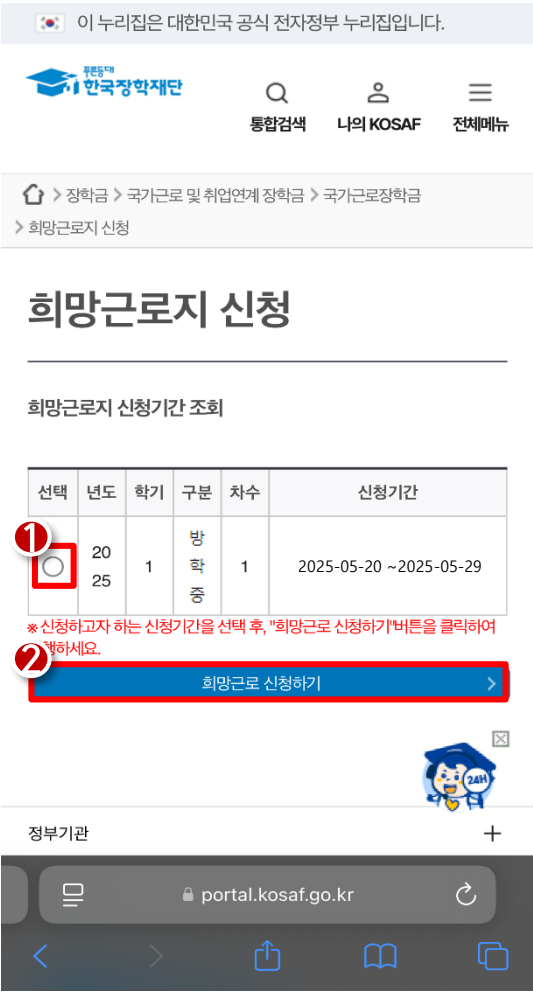 이 누리집은 대한민국 공식 전자정부 누리집입니다.
푸른등대
한국장학재단
통합검색
나의 KOSAF
전체메뉴
> 장학금 > 국가근로 및 취업연계 장학금 > 국가근로장학금
> 희망근로지 신청
희망근로지 신청
희망근로지 신청기간 조회
선택 년도 학기 구분 차수 신청기간
1
20
25
1
방
학
중
1
2025-05-20 ~2025-05-29
※ 신청하고자 하는 신청기간을 선택 후, "희망근로 신청하기"버튼을 클릭하여
행하세요.
2
희망근로 신청하기 >
24H
정부기관 +
portal.kosaf.go.kr